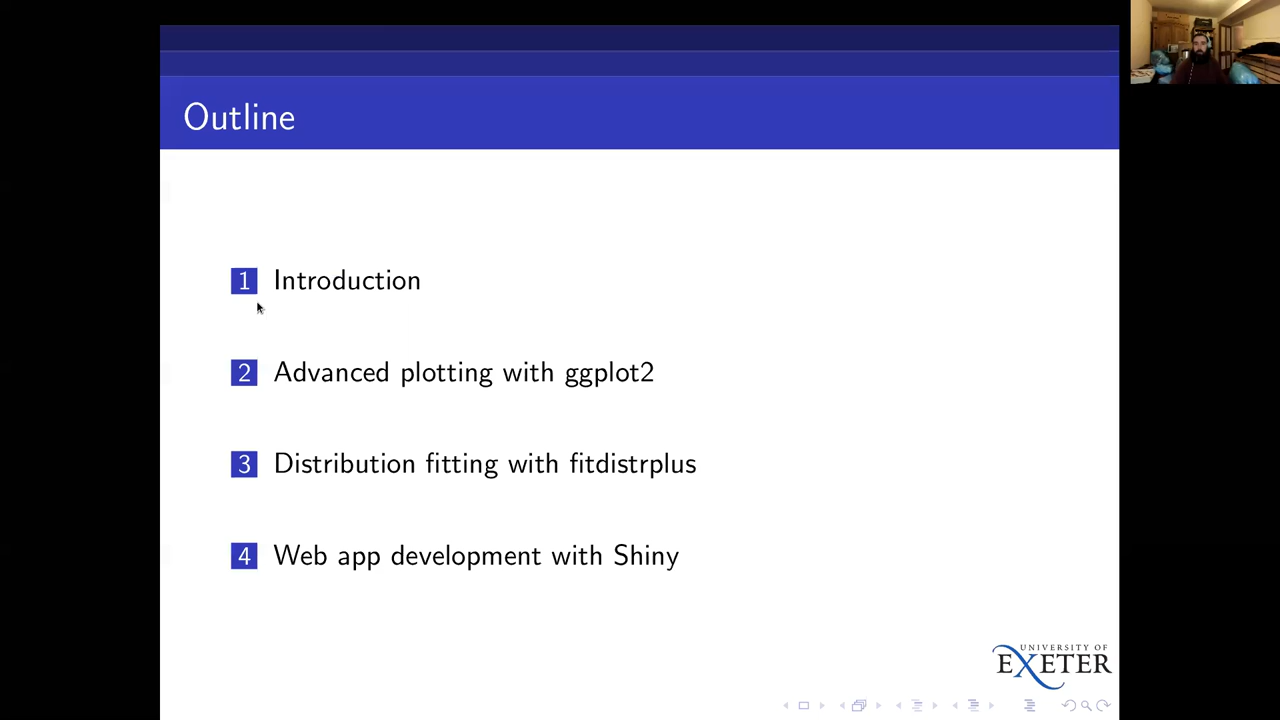 Outline
1 Introduction
2 Advanced plotting with ggplot2
3 Distribution fitting with fitdistrplus
4 Web app development with Shiny
UNIVERSITY OF
EXETER